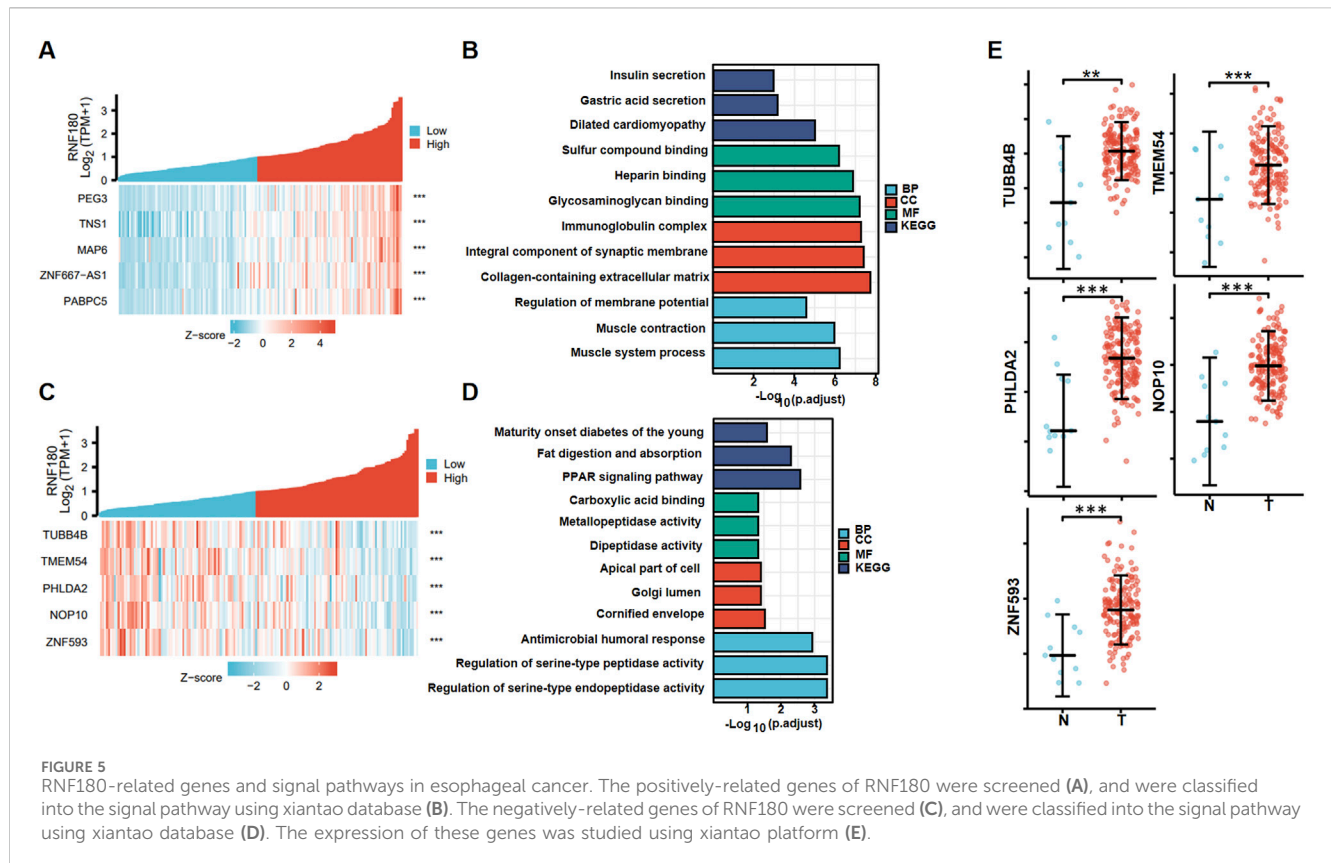 A
RNF180
Log2 (TPM+1)
3
2
1
0
Low
High
PEG3 ***
TNS1 ***
MAP6 ***
ZNF667−AS1 ***
PABPC5 ***
Z−score
−2 0 2 4
B
Insulin secretion
Gastric acid secretion
Dilated cardiomyopathy
Sulfur compound binding
Heparin binding
Glycosaminoglycan binding
Immunoglobulin complex
Integral component of synaptic membrane
Collagen-containing extracellular matrix
Regulation of membrane potential
Muscle contraction
Muscle system process
2 4 6 8
-Log10(p.adjust)
BP
CC
MF
KEGG
C
RNF180
Log2 (TPM+1)
3
2
1
0
Low
High
TUBB4B ***
TMEM54 ***
PHLDA2 ***
NOP10 ***
ZNF593 ***
Z−score
−2 0 2
D
Maturity onset diabetes of the young
Fat digestion and absorption
PPAR signaling pathway
Carboxylic acid binding
Metallopeptidase activity
Dipeptidase activity
Apical part of cell
Golgi lumen
Cornified envelope
Antimicrobial humoral response
Regulation of serine-type peptidase activity
Regulation of serine-type endopeptidase activity
1 2 3
-Log10(p.adjust)
BP
CC
MF
KEGG
E
TUBB4B
**
TMEM54
***
PHLDA2
***
NOP10
***
N T
ZNF593
***
N T
FIGURE 5
RNF180-related genes and signal pathways in esophageal cancer. The positively-related genes of RNF180 were screened (A), and were classified
into the signal pathway using xiantao database (B). The negatively-related genes of RNF180 were screened (C), and were classified into the signal pathway
using xiantao database (D). The expression of these genes was studied using xiantao platform (E).